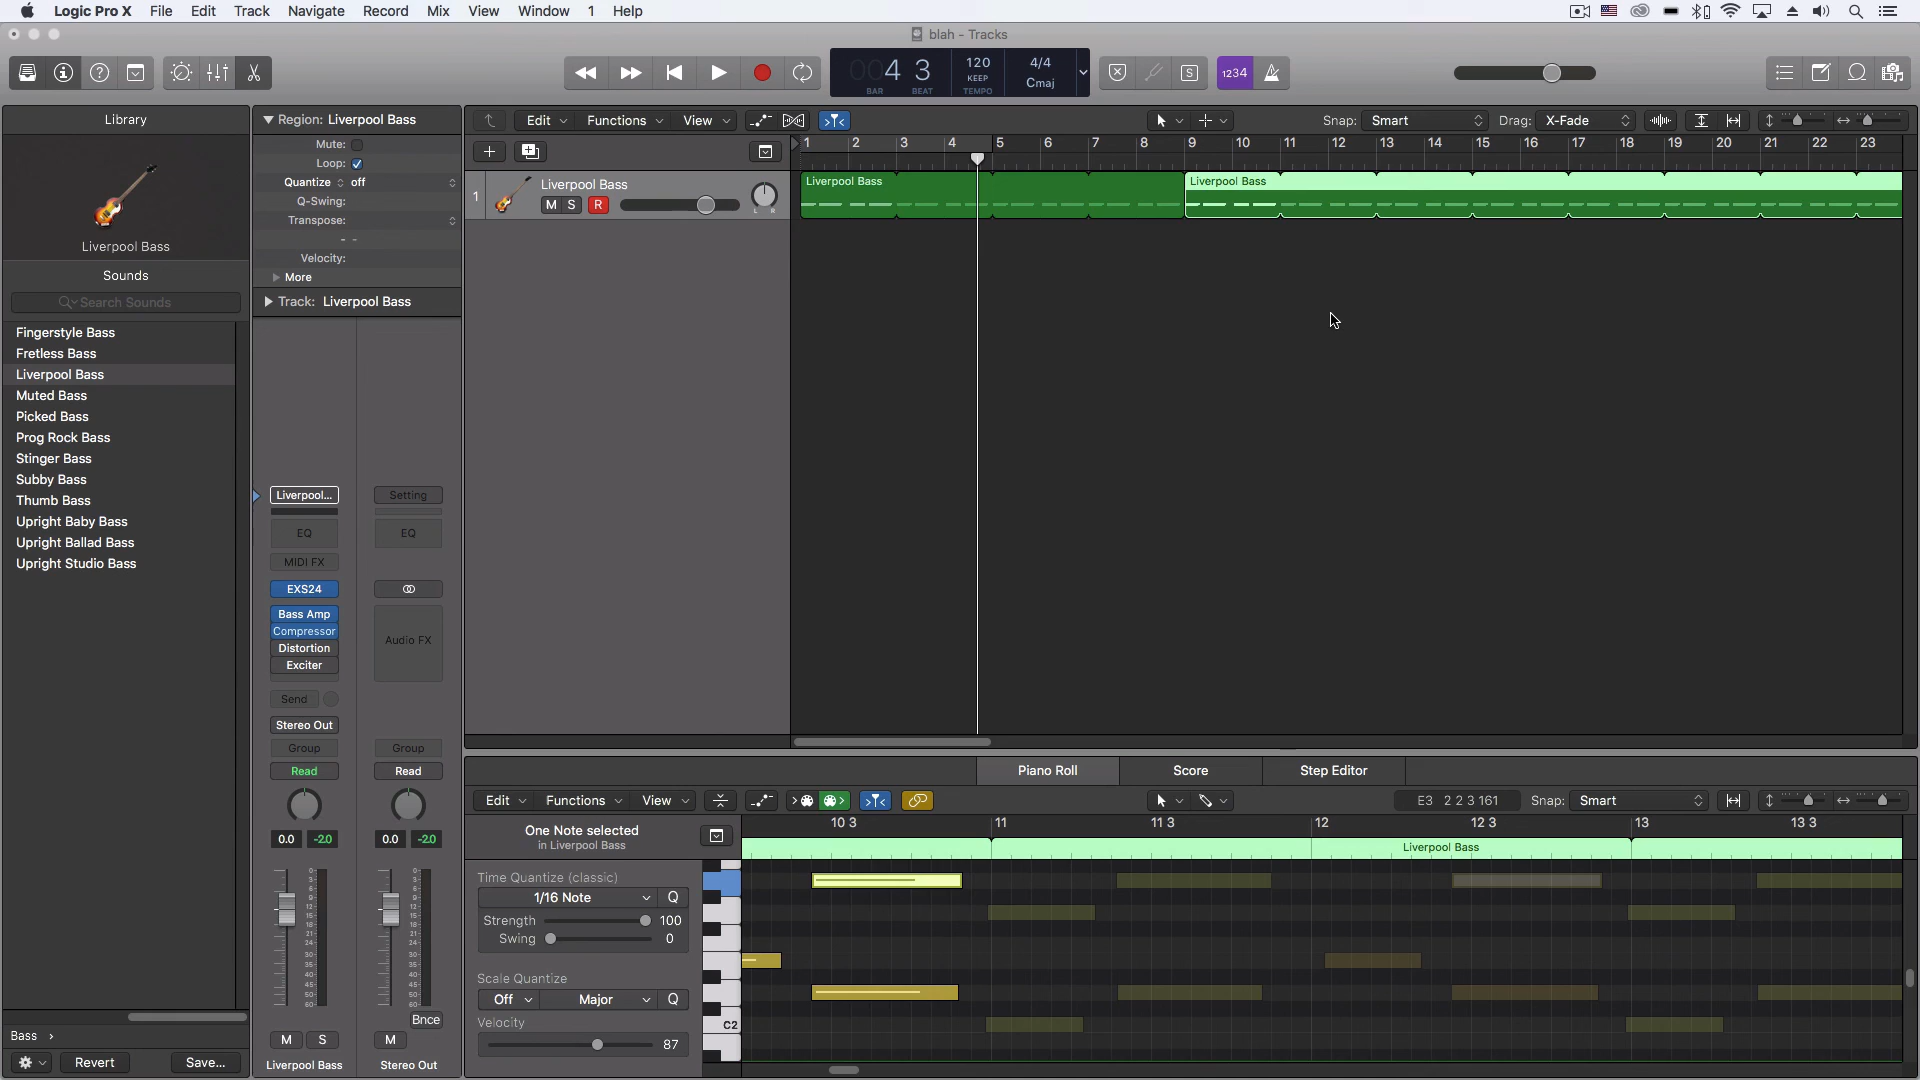 Logic Pro X File Edit Track Navigate Record Mix View Window 1 Help
blah - Tracks
4 3 120 4/4
KEEP Cmaj
BAR BEAT TEMPO
S 1234
Library
Region: Liverpool Bass
Edit Functions View
Snap: Smart Drag: X-Fade
Mute:
1 2 3 4 5 6 7 8 9 10 11 12 13 14 15 16 17 18 19 20 21 22 23
Loop:
Quantize off
Q-Swing:
Transpose:
- -
Velocity:
More
1 Liverpool Bass
M S R
L R
Liverpool Bass Liverpool Bass
Liverpool Bass
Sounds
Search Sounds
Track: Liverpool Bass
Fingerstyle Bass
Fretless Bass
Liverpool Bass
Muted Bass
Picked Bass
Prog Rock Bass
Stinger Bass
Subby Bass
Thumb Bass
Upright Baby Bass
Upright Ballad Bass
Upright Studio Bass
Liverpool... Setting
EQ EQ
MIDI FX
EXS24
Bass Amp
Compressor Audio FX
Distortion
Exciter
Send
Stereo Out
Group Group
Read Read
0.0 -2.0 0.0 -2.0
Bnce
M S M
Liverpool Bass Stereo Out
Bass
Revert Save...
Piano Roll Score Step Editor
Edit Functions View
E3 2 2 3 161 Snap: Smart
One Note selected
in Liverpool Bass
10 3 11 11 3 12 12 3 13 13 3
Liverpool Bass
Time Quantize (classic)
1/16 Note Q
Strength 100
Swing 0
Scale Quantize
Off Major Q
Velocity
87
C2